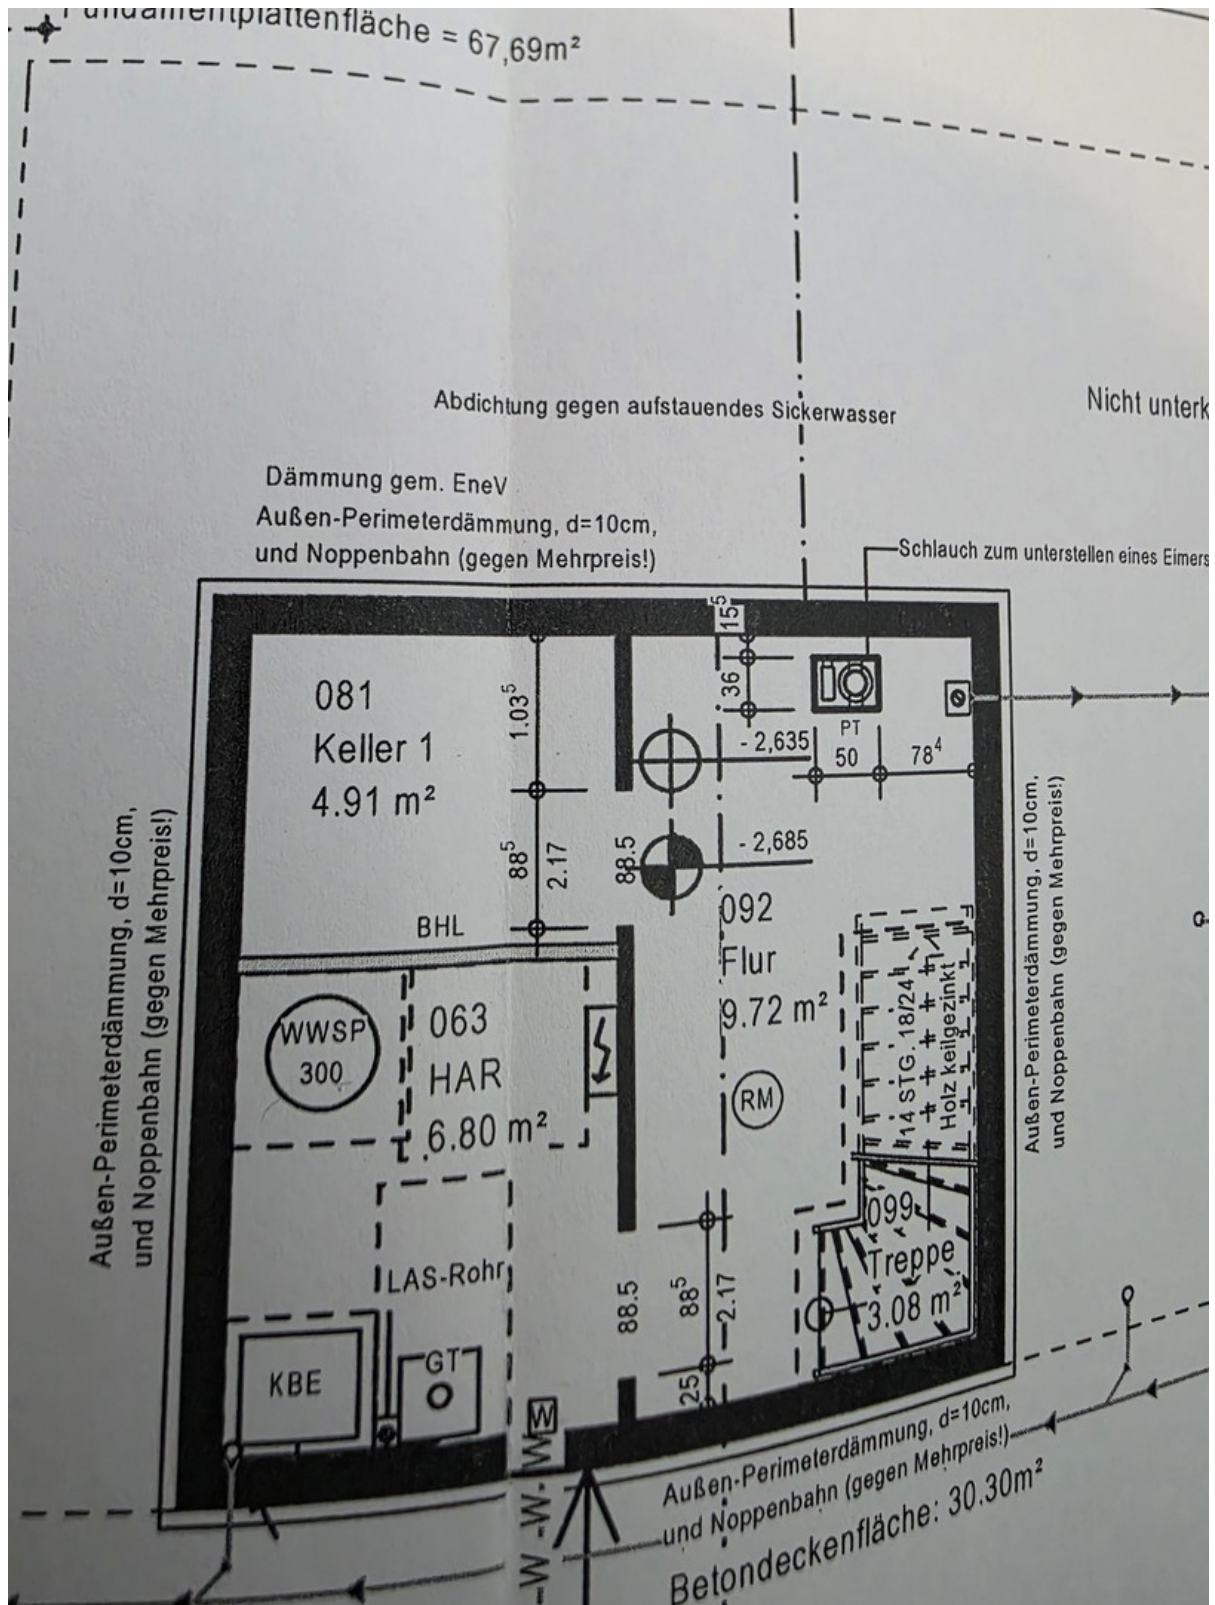 Fundamentplattenfläche = 67,69m²
Abdichtung gegen aufstauendes Sickerwasser
Nicht
Dämmung gem. EneV
Außen-Perimeterdämmung, d=10cm,
und Noppenbahn (gegen Mehrpreis!)
Schlauch zum unterstellen eines Eimers
15⁵
36
081
Keller 1
4.91 m²
1.03⁵
- 2,635
PT
50
78⁴
88⁵
2.17
88.5
- 2,685
BHL
092
Flur
9.72 m²
WWSP
300
063
HAR
6.80 m²
RM
14 STG. 18/24
Holz keilgezinkt
Außen-Perimeterdämmung, d=10cm,
und Noppenbahn (gegen Mehrpreis!)
Außen-Perimeterdämmung, d=10cm,
und Noppenbahn (gegen Mehrpreis!)
099
Treppe
3.08 m²
LAS-Rohr
88.5
88⁵
2.17
25
KBE
GT
W
W - W - W
Außen-Perimeterdämmung, d=10cm,
und Noppenbahn (gegen Mehrpreis!)
Betondeckenfläche: 30.30m²